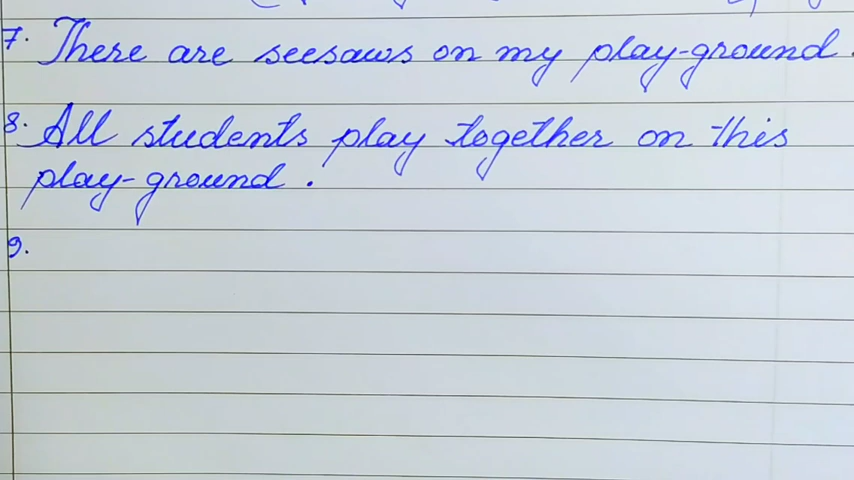 7. There are seesaws on my play-ground.
8. All students play together on this
play-ground.
9.